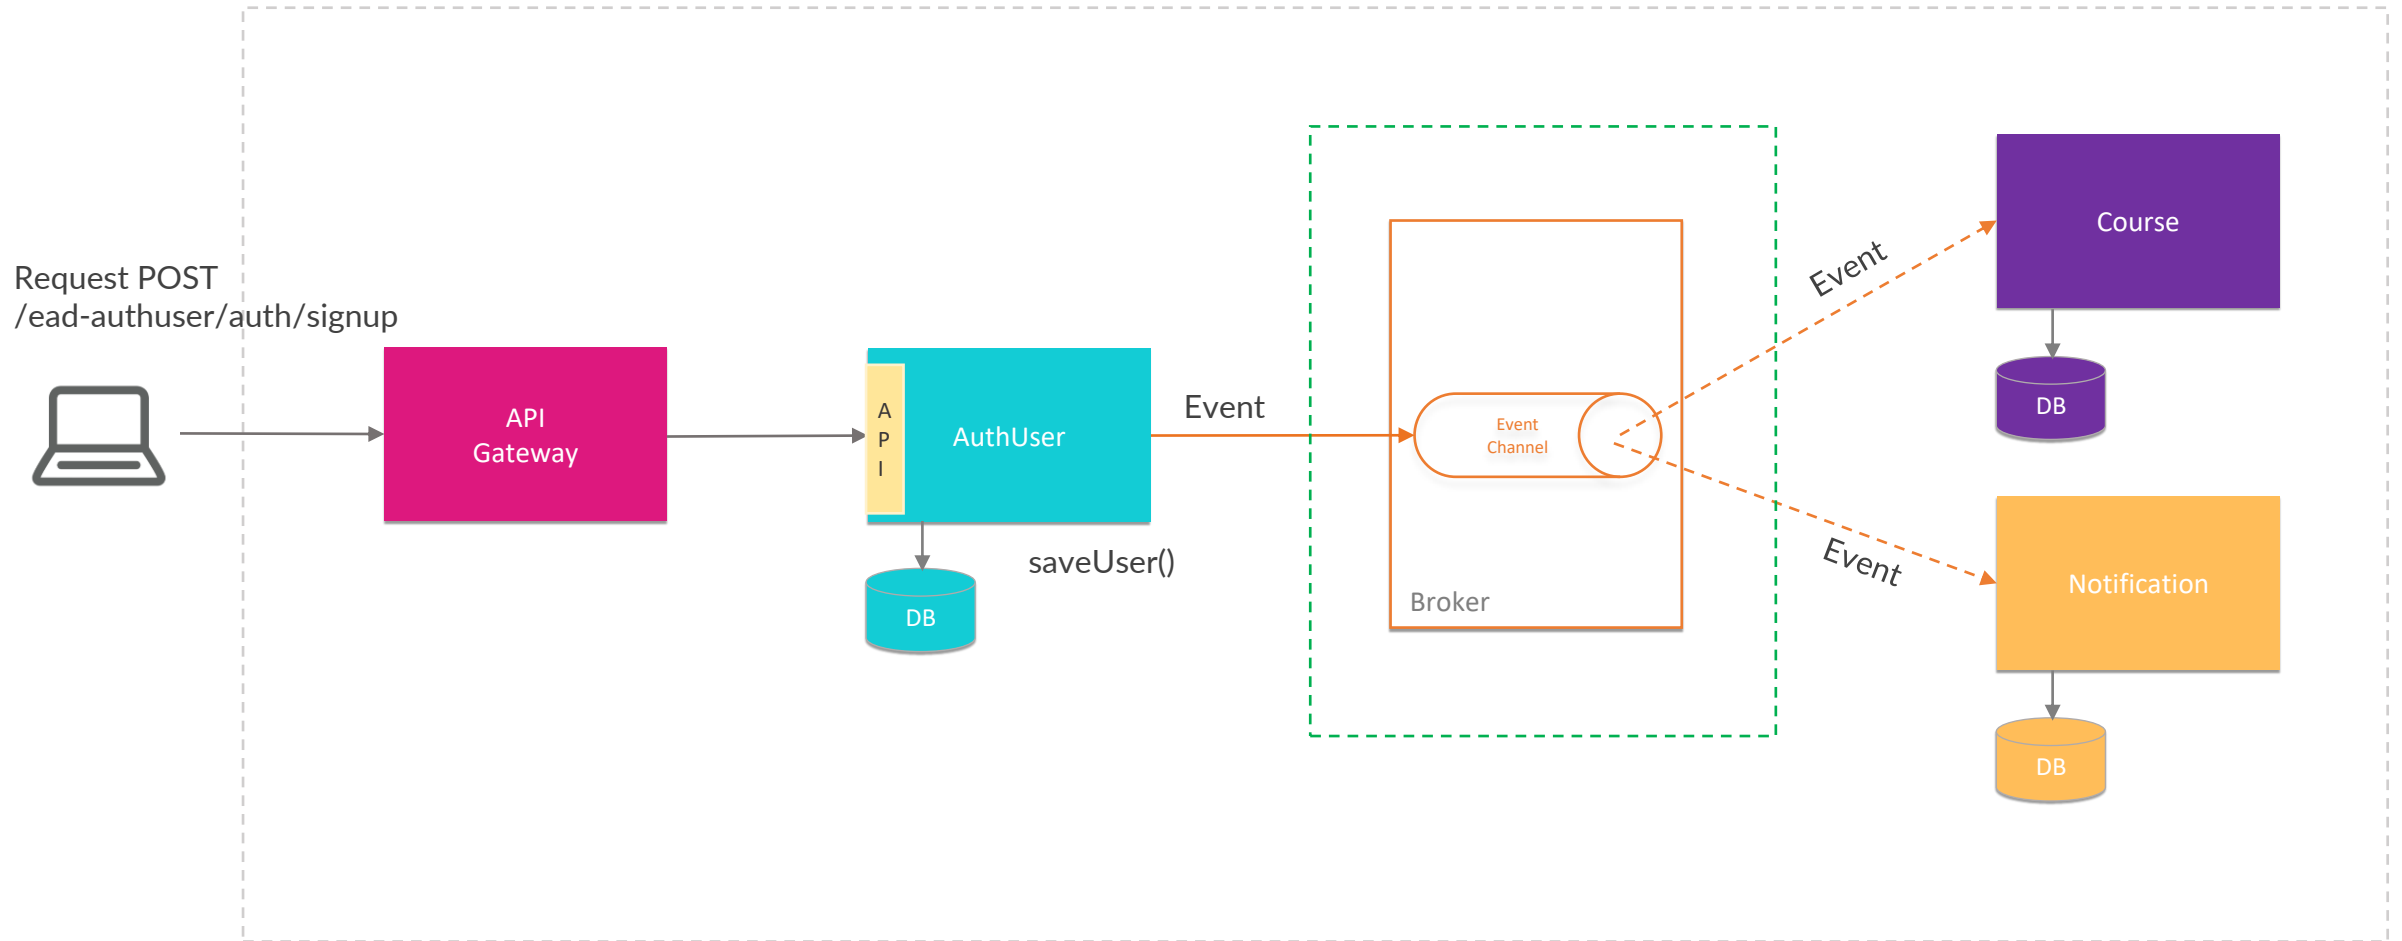 Request POST
/ead-authuser/auth/signup
API
Gateway
A
P
I
AuthUser
DB
saveUser()
Event
Event
Channel
Broker
Event
Event
Course
DB
Notification
DB